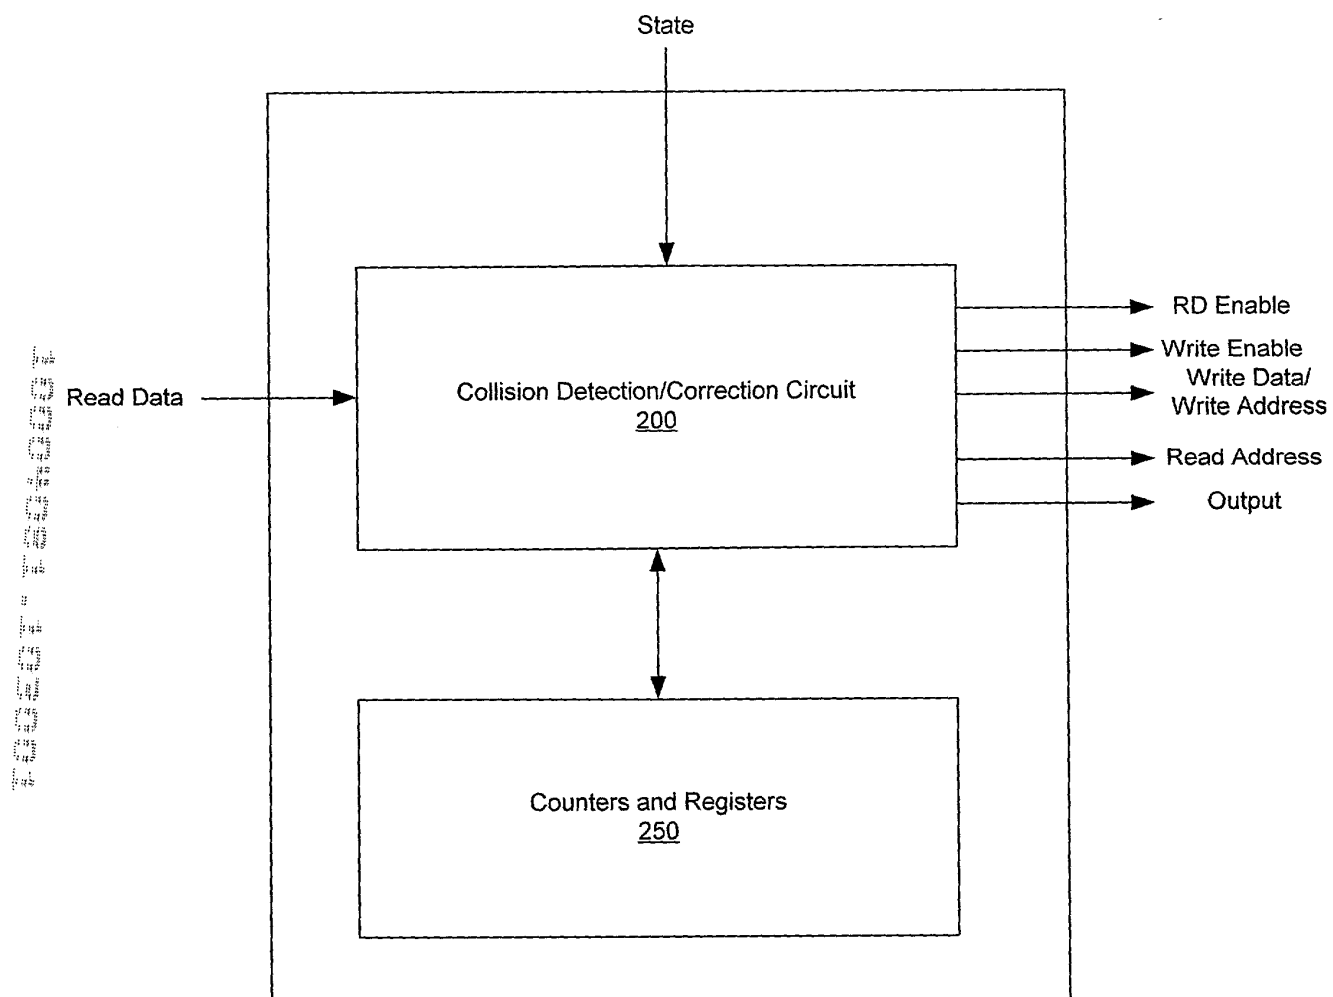 State
RD Enable
Write Enable
Write Data/
Write Address
Read Data
Collision Detection/Correction Circuit
200
Read Address
Output
Counters and Registers
250